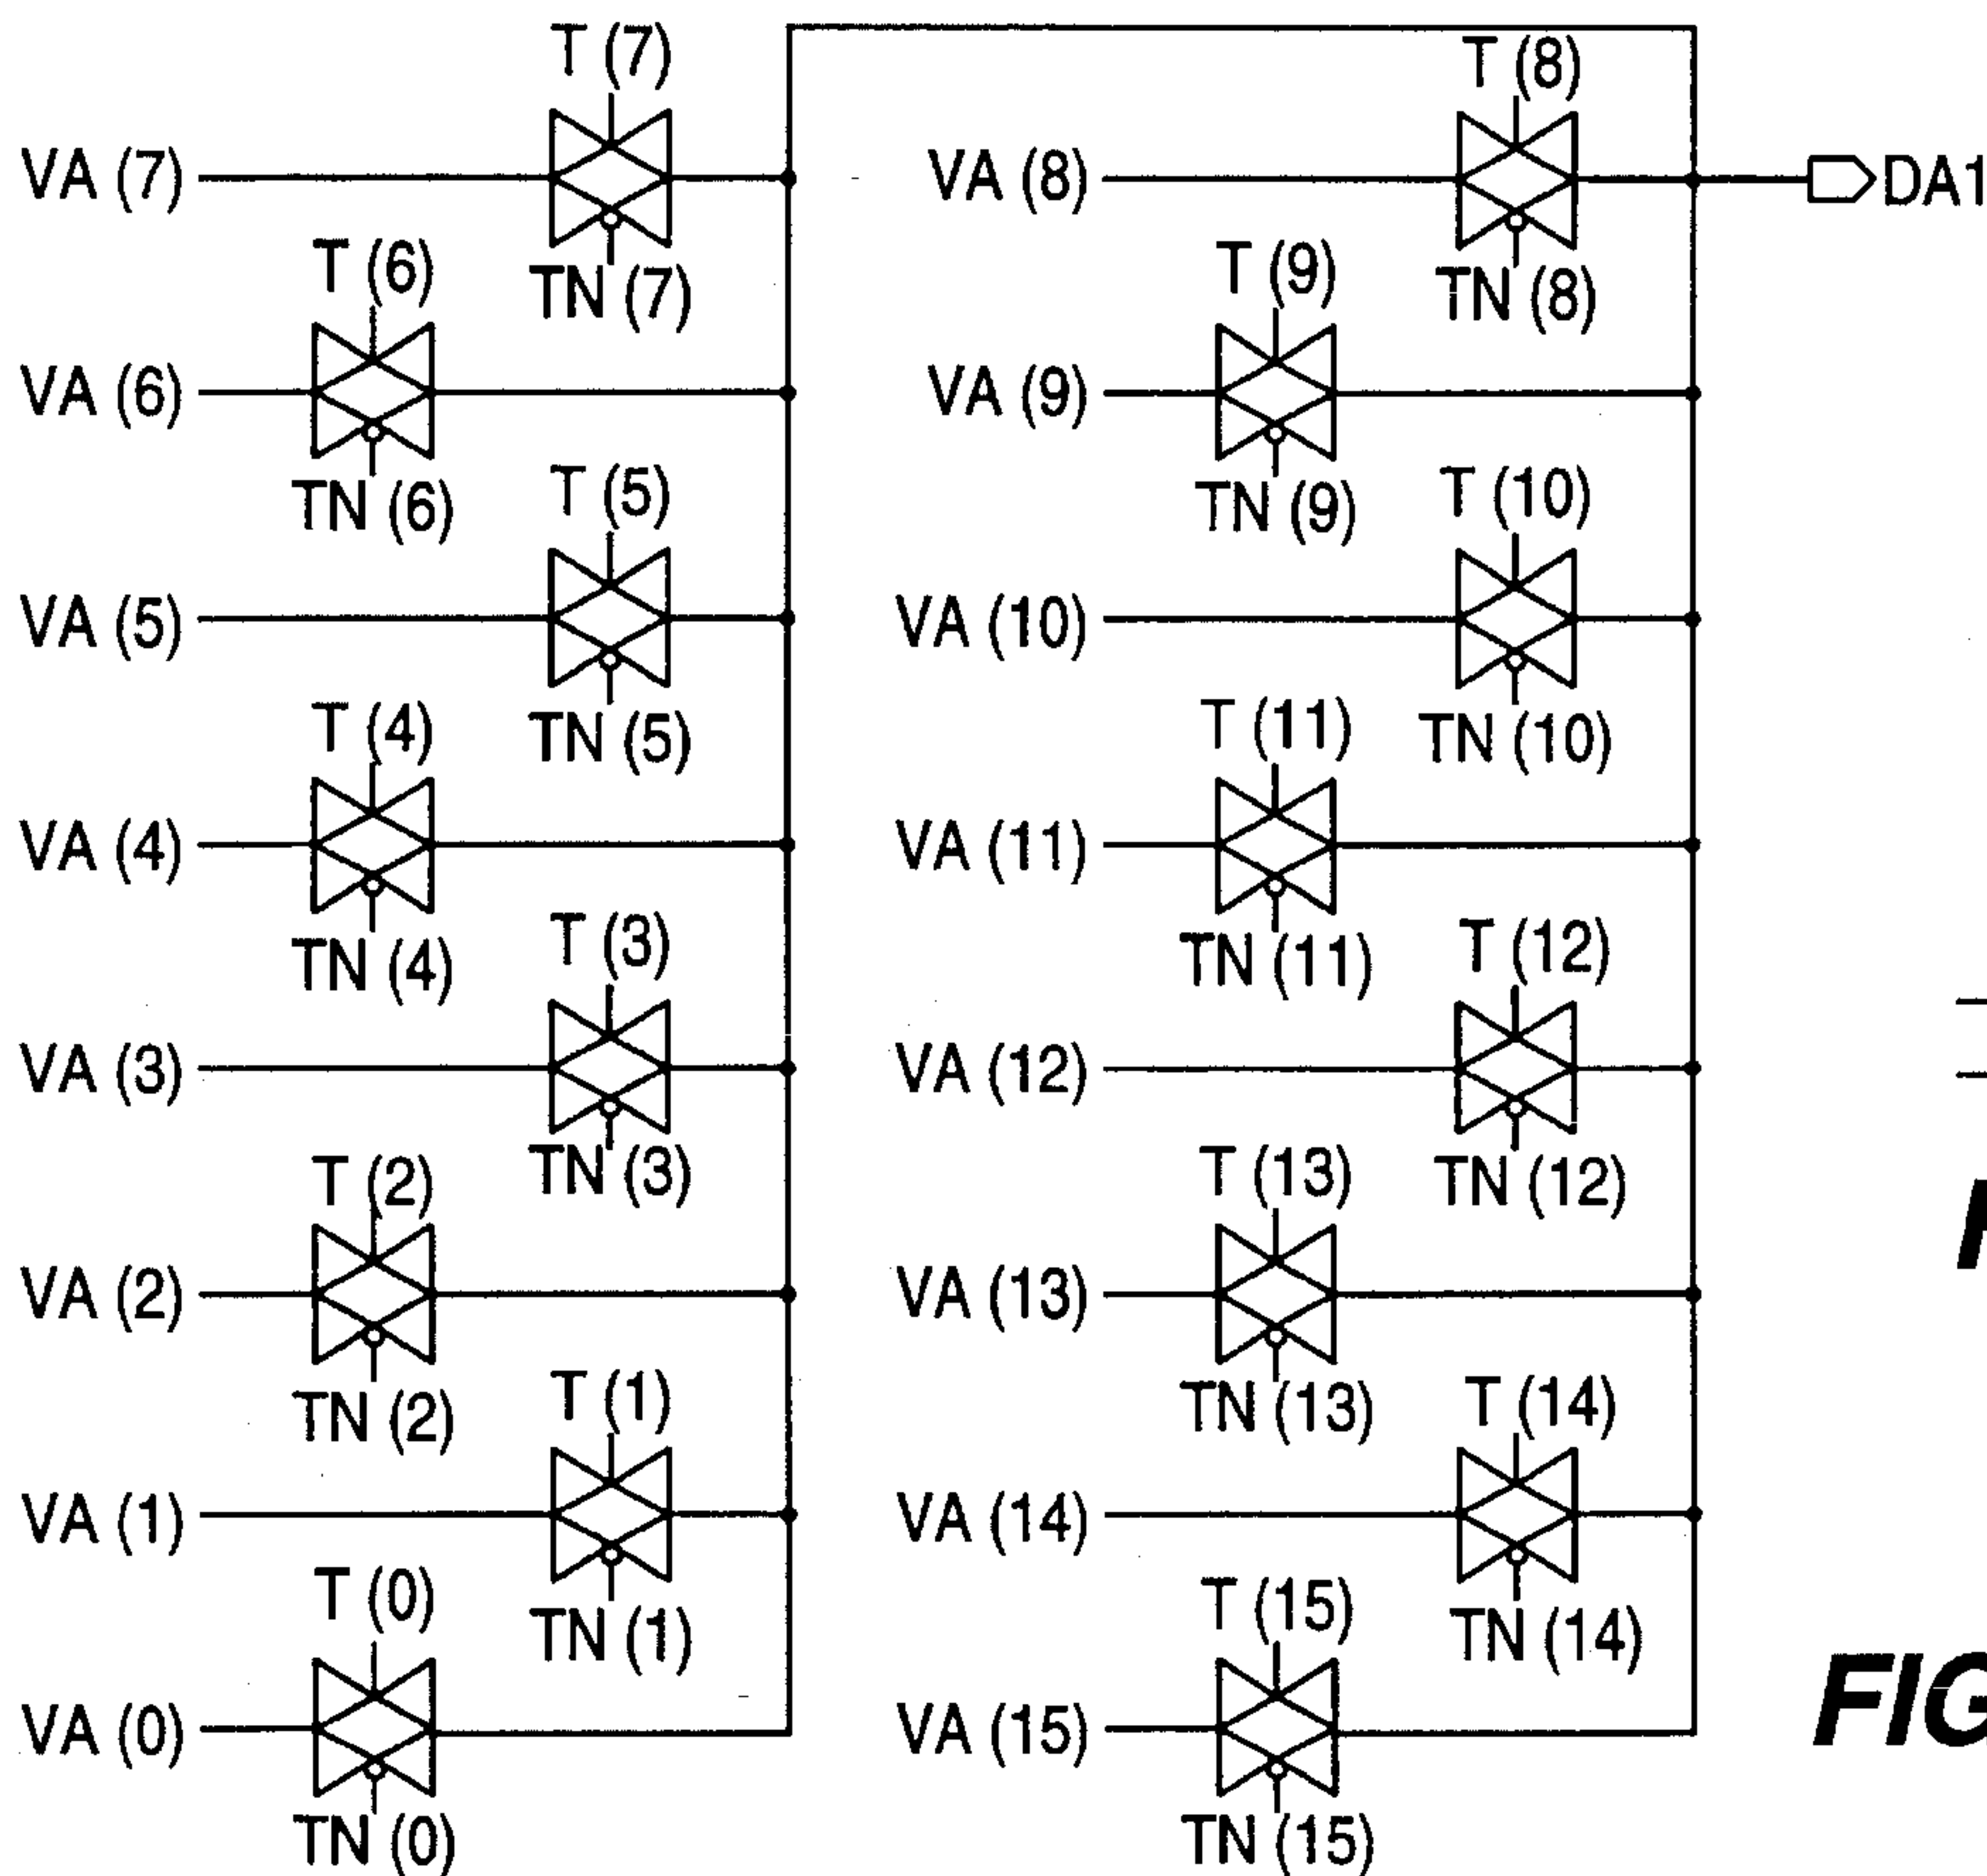 T (7)
T (8)
VA (7)
VA (8)
DA1
T (6)
TN (7)
T (9)
TN (8)
VA (6)
VA (9)
TN (6)
T (5)
TN (9)
T (10)
VA (5)
VA (10)
T (4)
TN (5)
T (11)
TN (10)
VA (4)
VA (11)
TN (4)
T (3)
TN (11)
T (12)
VA (3)
VA (12)
T (2)
TN (3)
T (13)
TN (12)
VA (2)
VA (13)
TN (2)
T (1)
TN (13)
T (14)
VA (1)
VA (14)
T (0)
TN (1)
T (15)
TN (14)
VA (0)
VA (15)
FIG
TN (0)
TN (15)